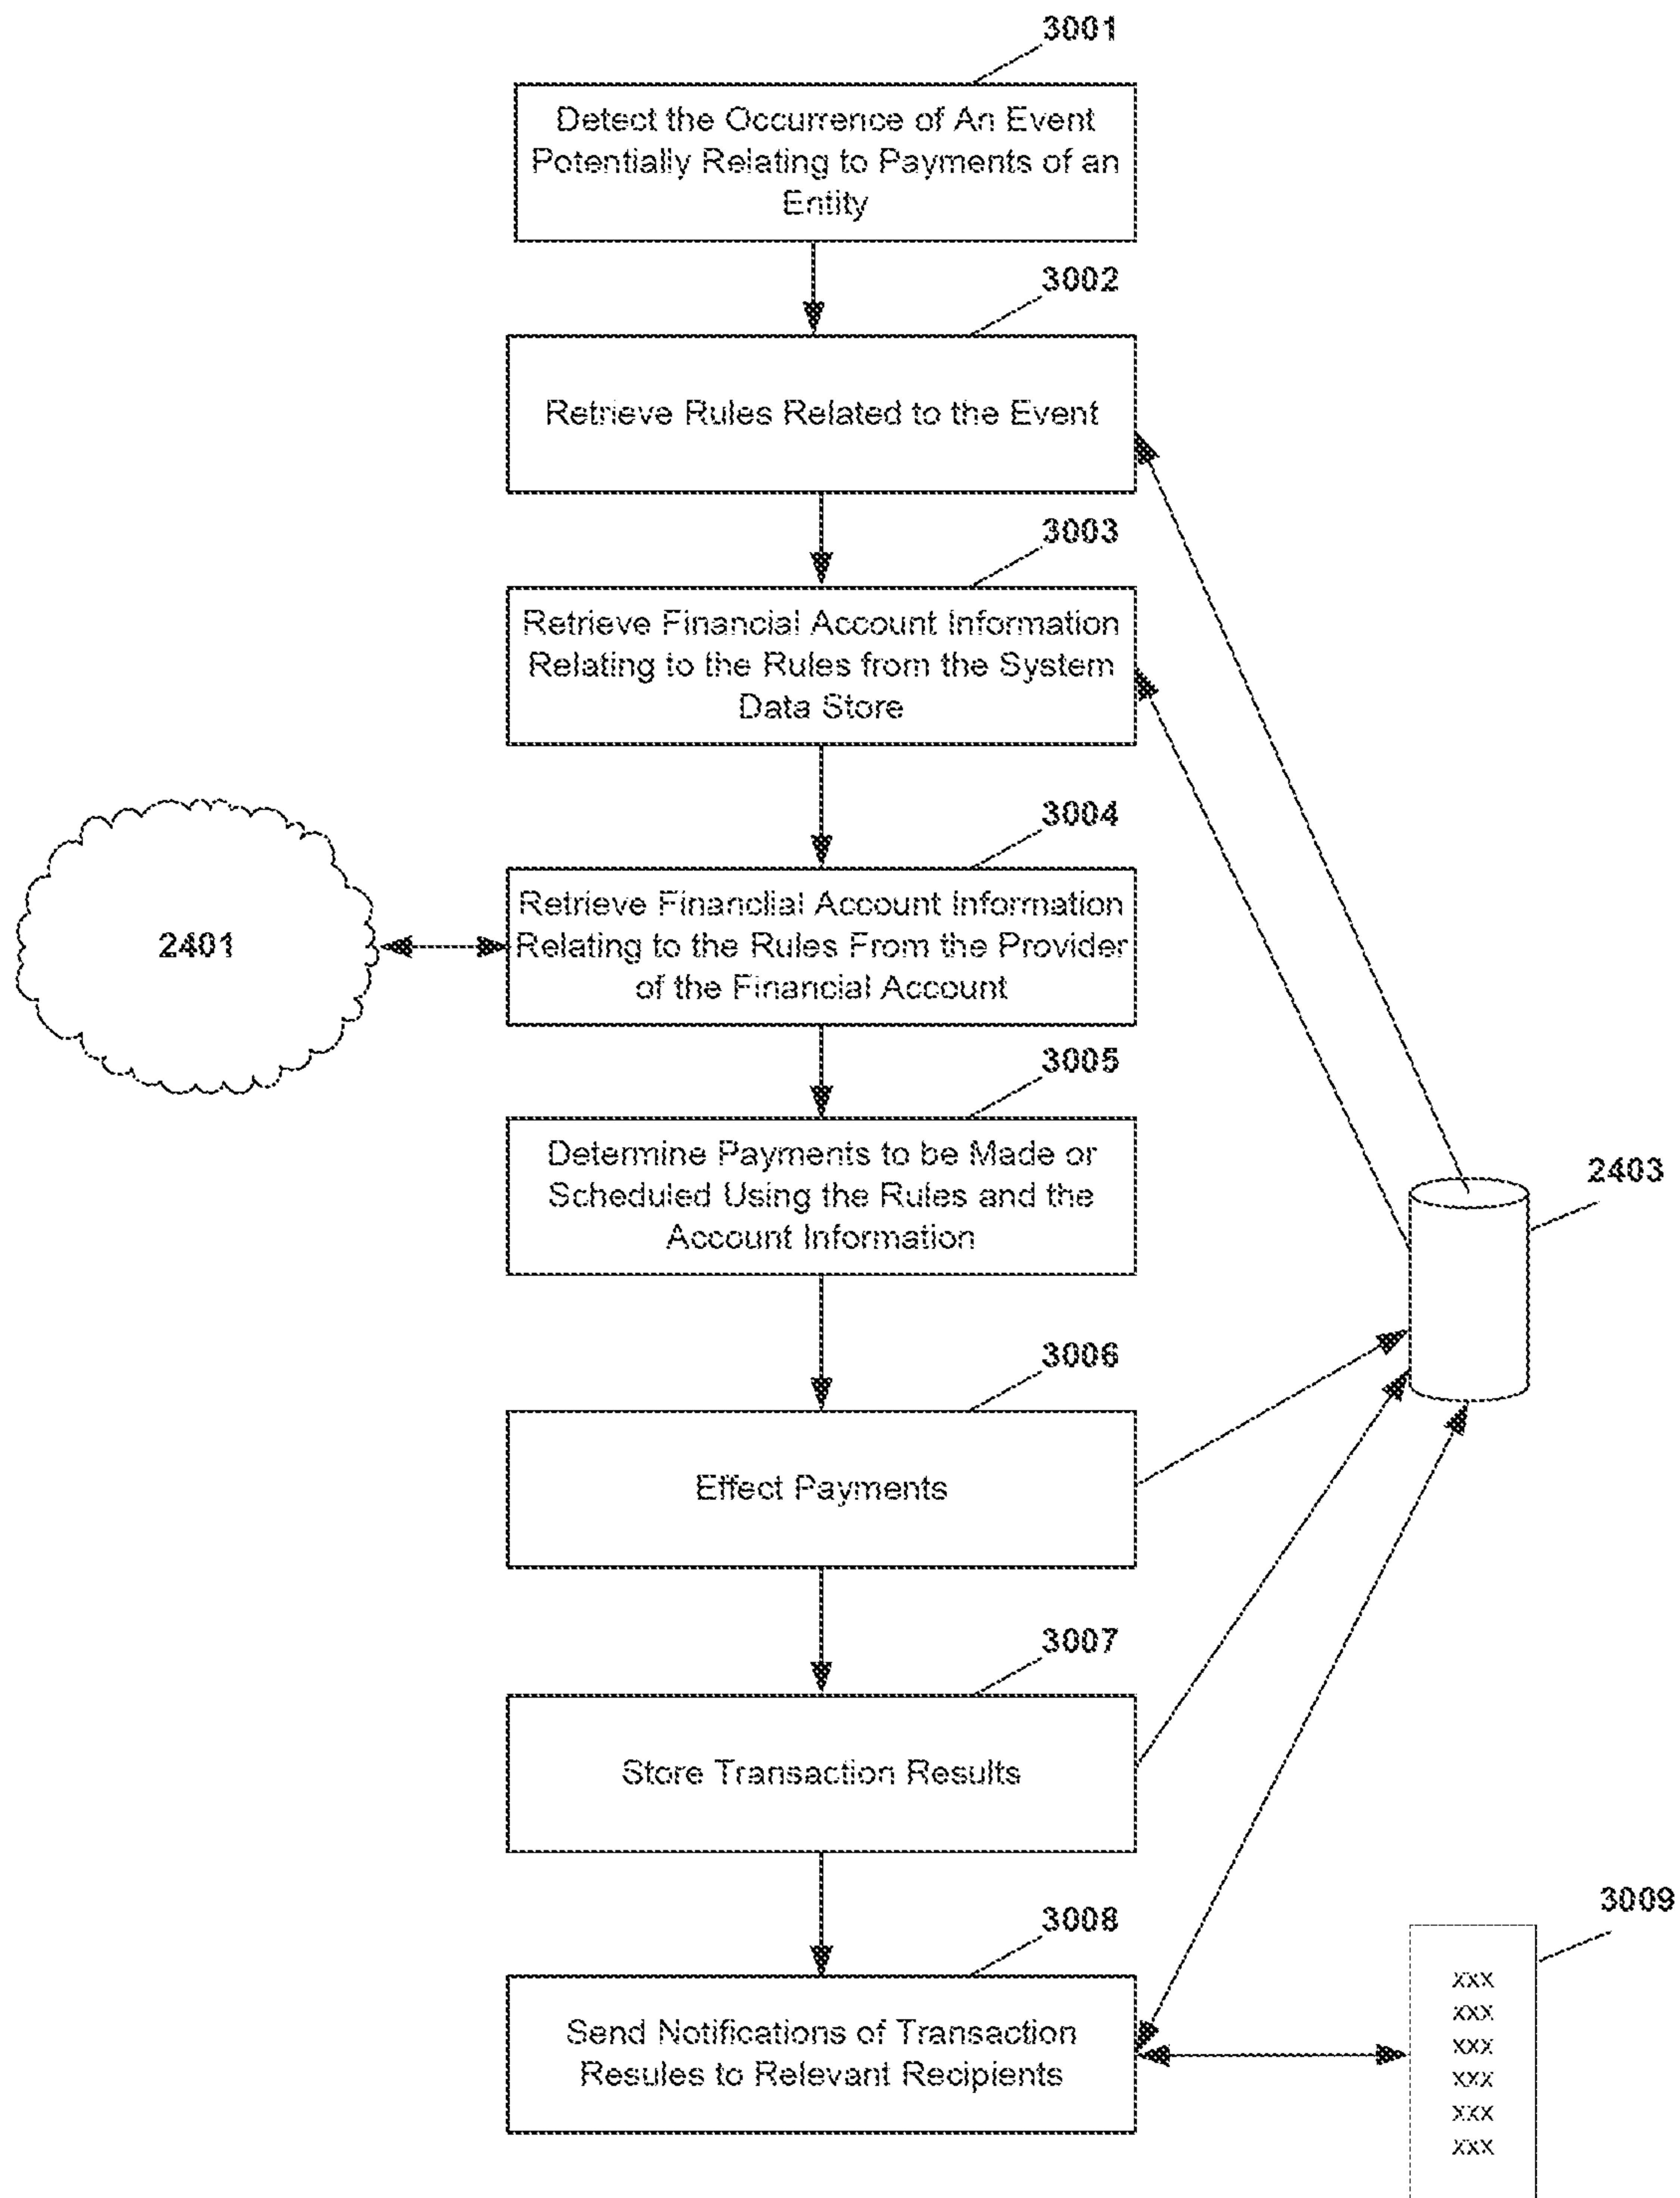 3001
Detect the Occurrence of An Event
Potentially Relating to Payments of an
Entity
3002
Retrieve Rules Related to the Event
3003
Retrieve Financial Account Information
Relating to the Rules from the System
Data Store
3004
Retrieve Financlial Account Information
Relating to the Rules From the Provider
of the Financial Account
2401
3005
Determine Payments to be Made or
Scheduled Using the Rules and the
Account Information
2403
3006
Effect Payments
3007
Store Transaction Results
3008
Send Notifications of Transaction
Resules to Relevant Recipients
3009
xxx
xxx
xxx
xxx
xxx
xxx